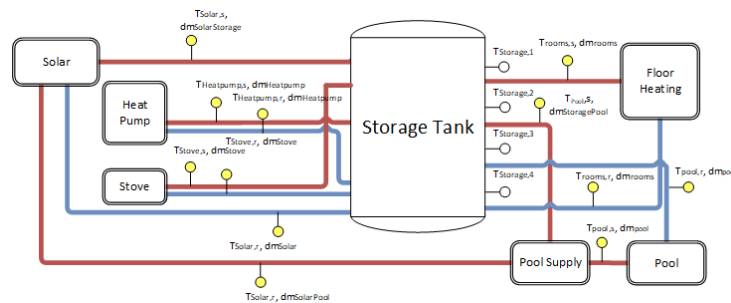 TSolar,s,
dmSolarStorage
Solar
THeatpump,s, dmHeatpump
THeatpump,r, dmHeatpump
Heat
Pump
TStove,r, dmStove
TStove,s, dmStove
Stove
TSolar,r, dmSolar
TSolar,r, dmSolarPool
Storage Tank
TStorage,1
TStorage,2
TStorage,3
TStorage,4
Trooms,s, dmrooms
Floor
Heating
TPool,s,
dmStoragePool
Trooms,r, dmrooms
Tpool,r, dmpo
Tpool,s, dmpool
Pool Supply
Pool